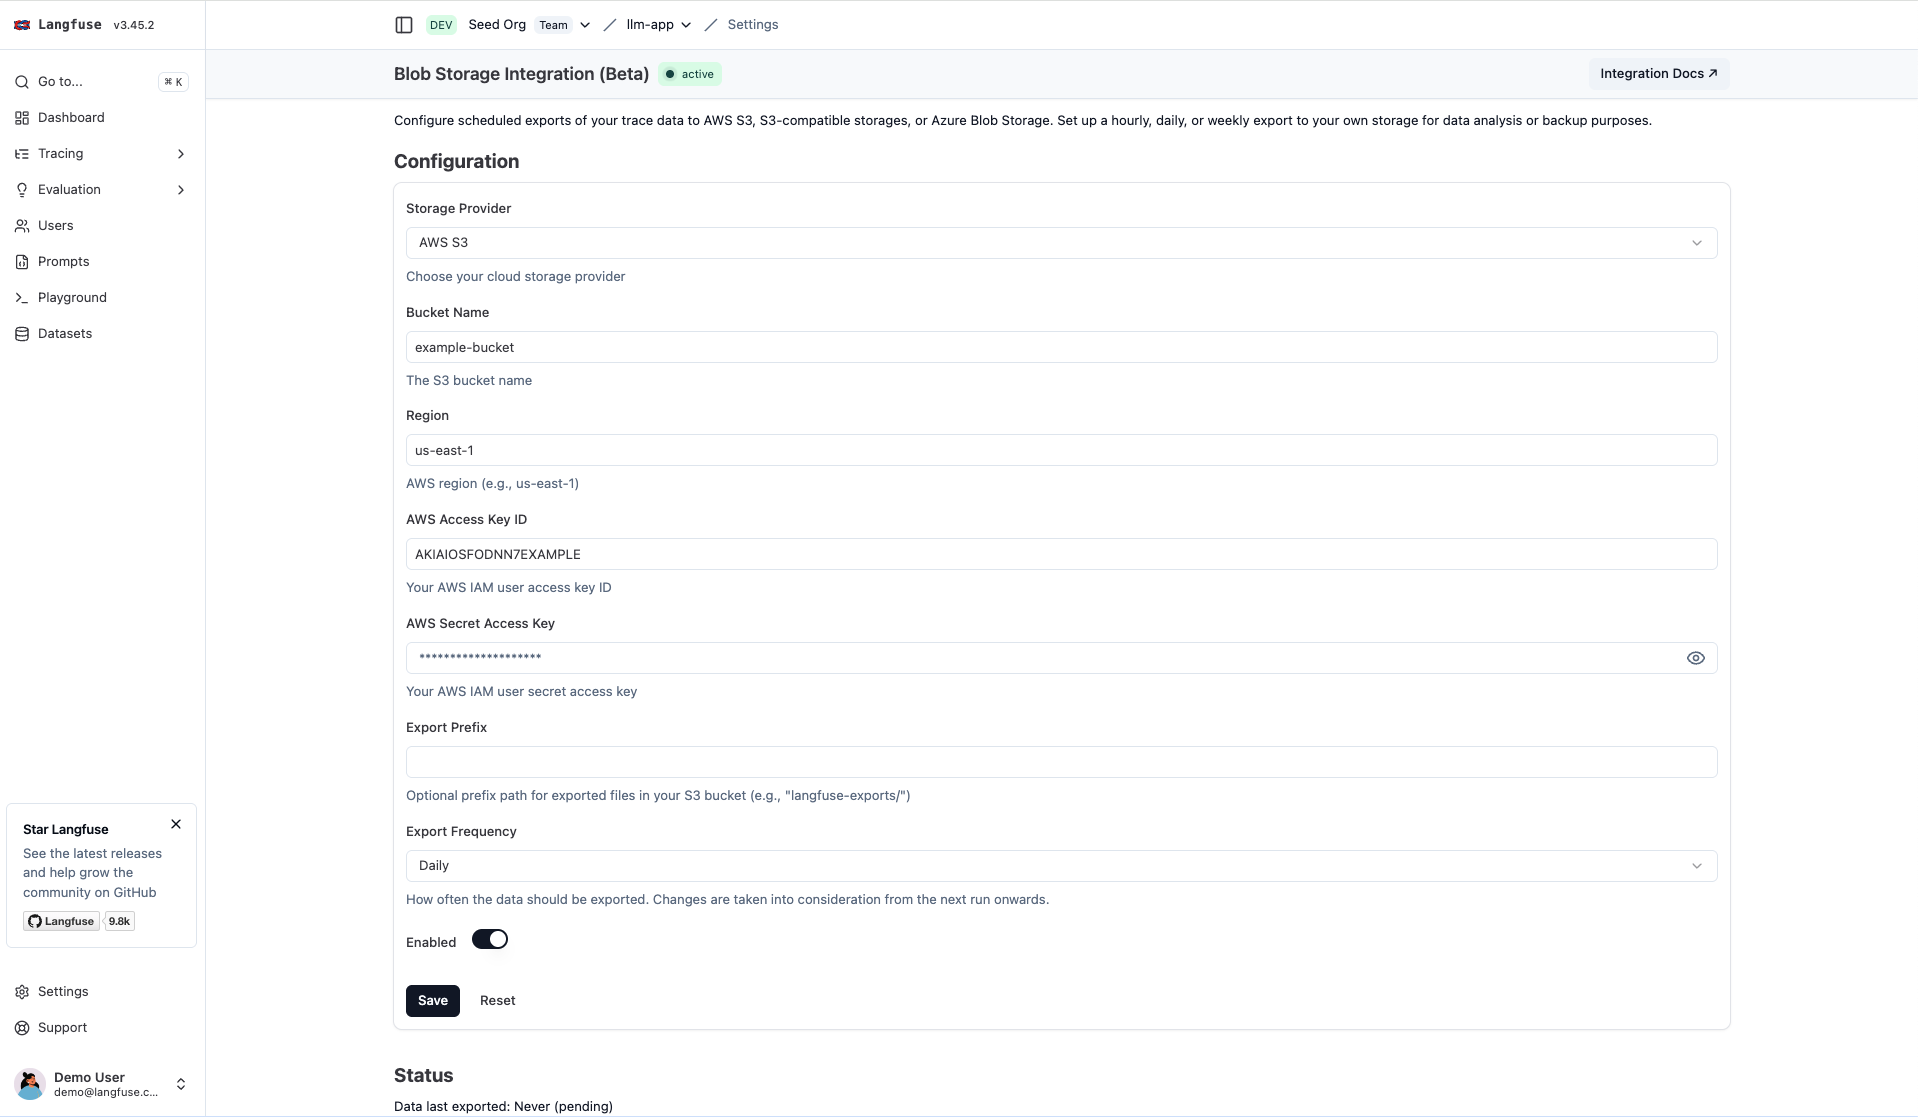 Langfuse v3.45.2
Go to...
⌘ K
Dashboard
Tracing
Evaluation
Users
Prompts
Playground
Datasets
Star Langfuse
See the latest releases
and help grow the
community on GitHub
Langfuse 9.8k
Settings
Support
Demo User
demo@langfuse.c...
DEV Seed Org Team llm-app Settings
Blob Storage Integration (Beta) active
Integration Docs
Configure scheduled exports of your trace data to AWS S3, S3-compatible storages, or Azure Blob Storage. Set up a hourly, daily, or weekly export to your own storage for data analysis or backup purposes.
Configuration
Storage Provider
AWS S3
Choose your cloud storage provider
Bucket Name
example-bucket
The S3 bucket name
Region
us-east-1
AWS region (e.g., us-east-1)
AWS Access Key ID
AKIAIOSFODNN7EXAMPLE
Your AWS IAM user access key ID
AWS Secret Access Key
********************
Your AWS IAM user secret access key
Export Prefix
Optional prefix path for exported files in your S3 bucket (e.g., "langfuse-exports/")
Export Frequency
Daily
How often the data should be exported. Changes are taken into consideration from the next run onwards.
Enabled
Save Reset
Status
Data last exported: Never (pending)